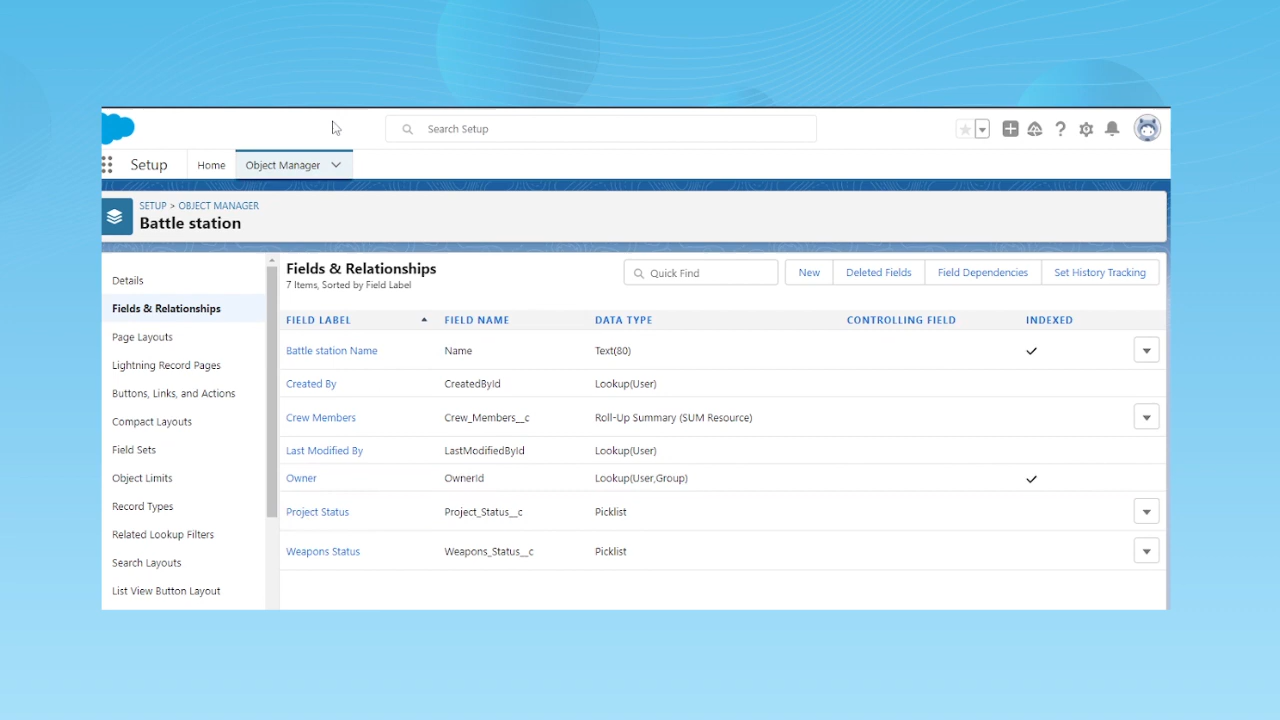 Search Setup
Setup Home Object Manager
SETUP > OBJECT MANAGER
Battle station
Details
Fields & Relationships
Page Layouts
Lightning Record Pages
Buttons, Links, and Actions
Compact Layouts
Field Sets
Object Limits
Record Types
Related Lookup Filters
Search Layouts
List View Button Layout
Fields & Relationships
7 Items, Sorted by Field Label
Quick Find New Deleted Fields Field Dependencies Set History Tracking
FIELD LABEL FIELD NAME DATA TYPE CONTROLLING FIELD INDEXED
Battle station Name Name Text(80)
Created By CreatedById Lookup(User)
Crew Members Crew_Members__c Roll-Up Summary (SUM Resource)
Last Modified By LastModifiedById Lookup(User)
Owner OwnerId Lookup(User,Group)
Project Status Project_Status__c Picklist
Weapons Status Weapons_Status__c Picklist